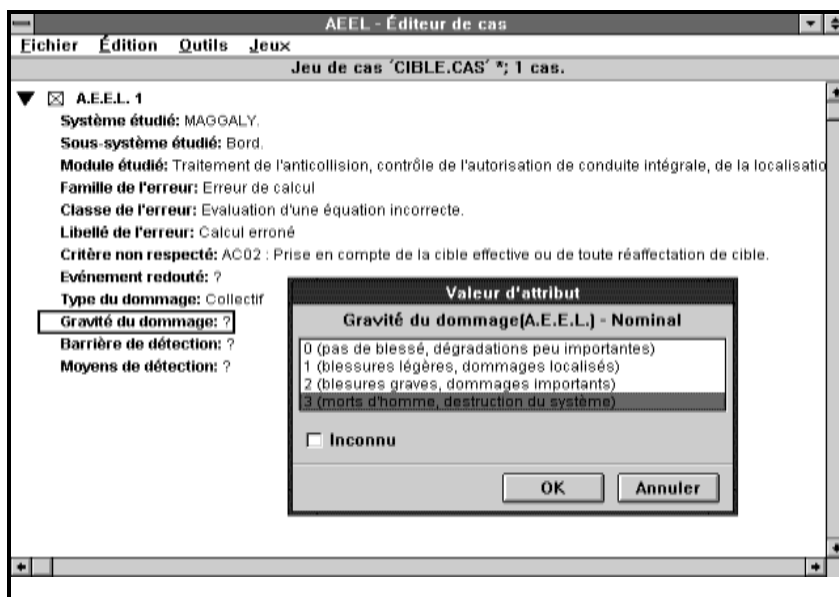 AEEL - Éditeur de cas
Fichier Édition Outils Jeux
Jeu de cas 'CIBLE.CAS' *; 1 cas.
A.E.E.L. 1
Système étudié: MAGGALY.
Sous-système étudié: Bord.
Module étudié: Traitement de l'anticollision, contrôle de l'autorisation de conduite intégrale, de la localisatio
Famille de l'erreur: Erreur de calcul
Classe de l'erreur: Evaluation d'une équation incorrecte.
Libellé de l'erreur: Calcul erroné
Critère non respecté: AC02 : Prise en compte de la cible effective ou de toute réaffectation de cible.
Evénement redouté: ?
Type du dommage: Collectif
Gravité du dommage: ?
Barrière de détection: ?
Moyens de détection: ?
Valeur d'attribut
Gravité du dommage(A.E.E.L.) - Nominal
0 (pas de blessé, dégradations peu importantes)
1 (blessures légères, dommages localisés)
2 (blesures graves, dommages importants)
3 (morts d'homme, destruction du système)
Inconnu
OK Annuler